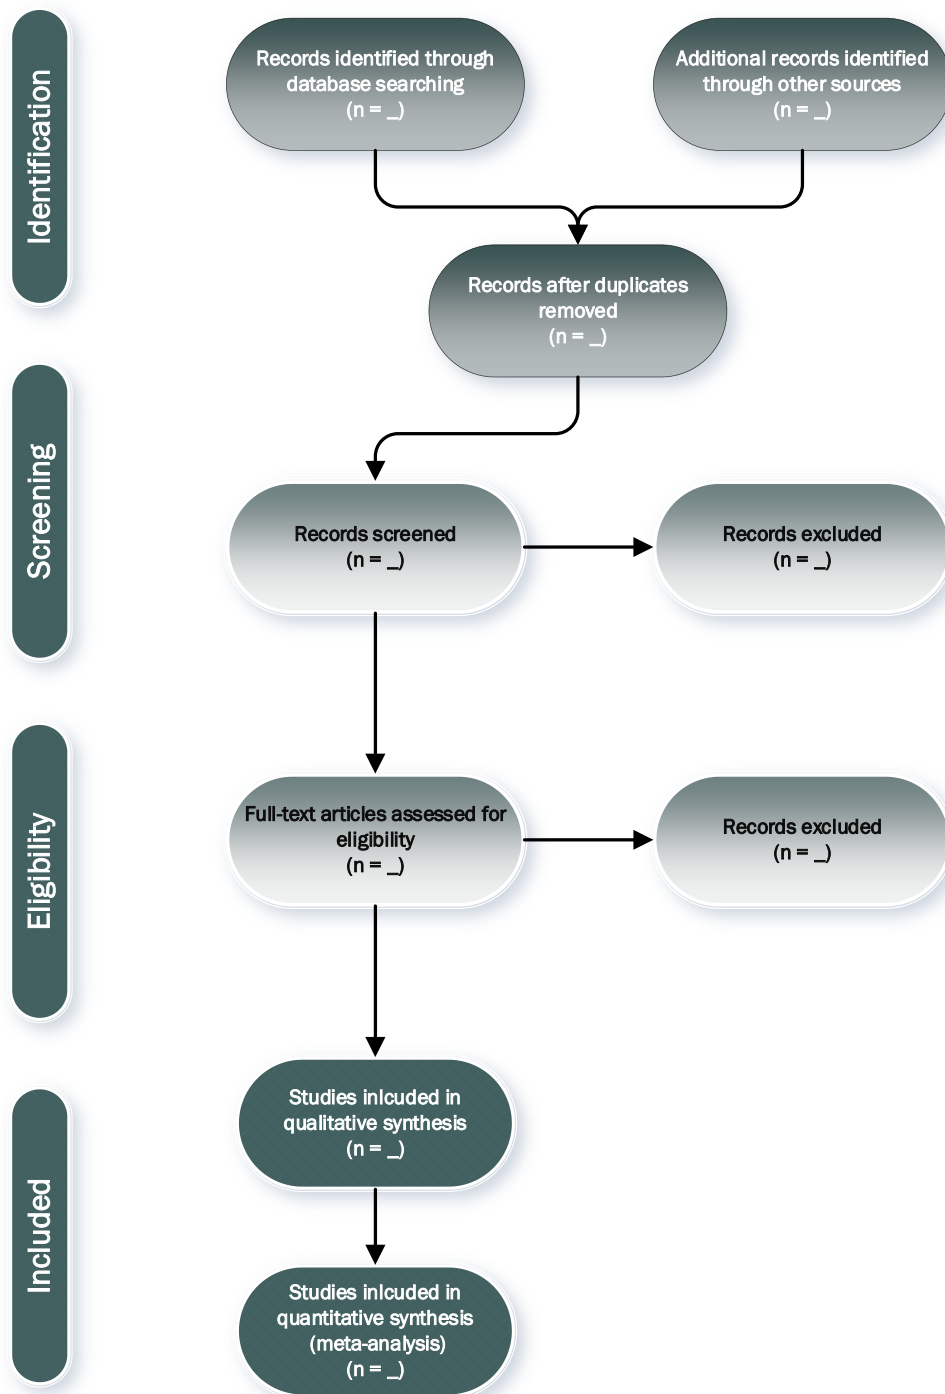 Identification
Records identified through
database searching
(n = _)
Additional records identified
through other sources
(n = _)
Records after duplicates
removed
(n = _)
Screening
Records screened
(n = _)
Records excluded
(n = _)
Eligibility
Full-text articles assessed for
eligibility
(n = _)
Records excluded
(n = _)
Included
Studies inlcuded in
qualitative synthesis
(n = _)
Studies inlcuded in
quantitative synthesis
(meta-analysis)
(n = _)